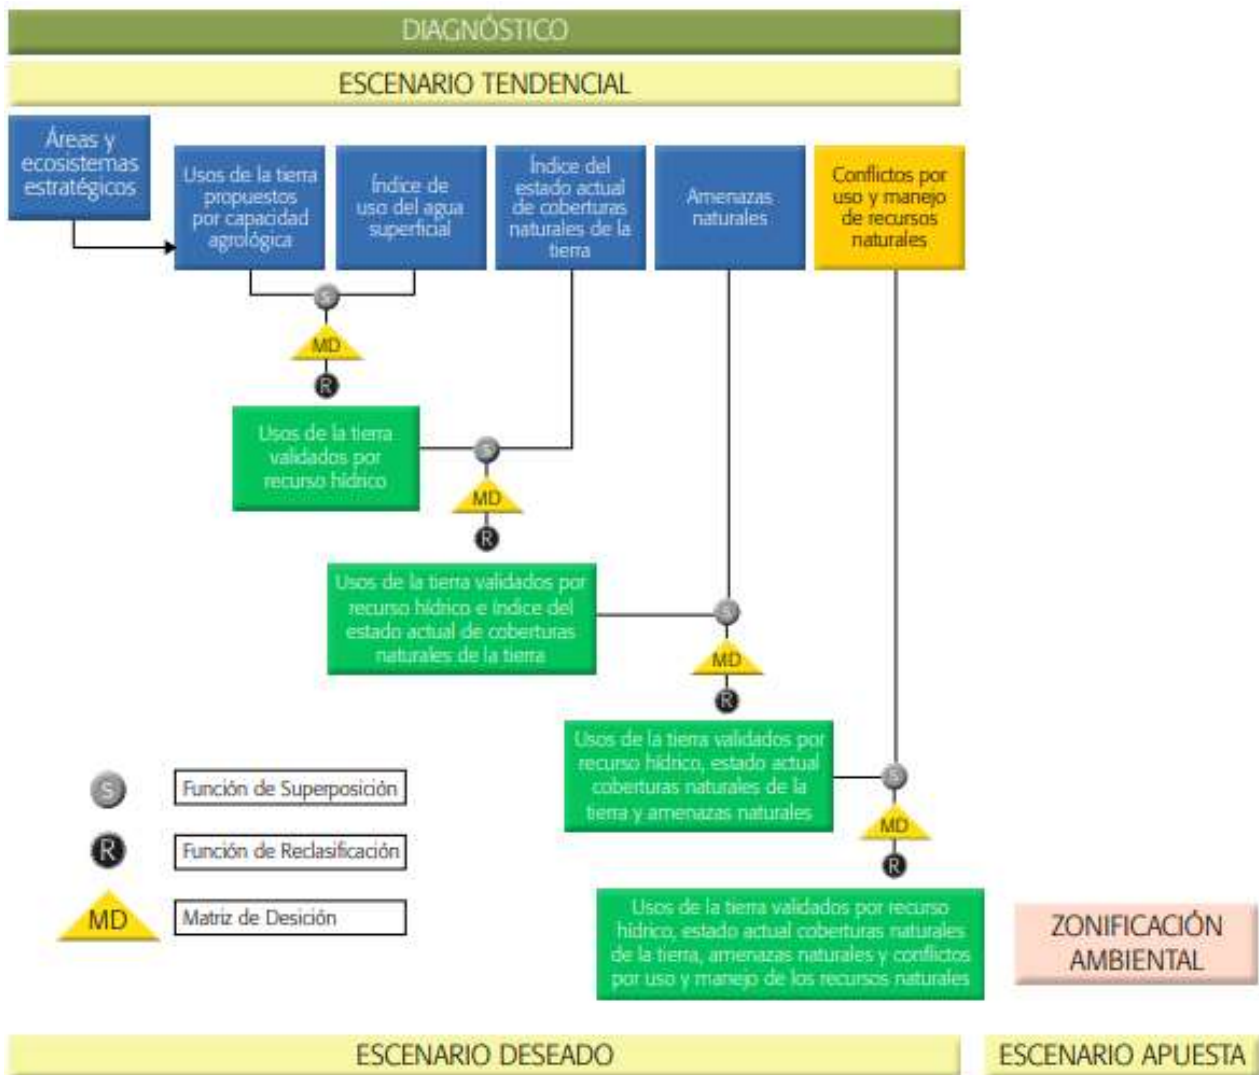 DIAGNÓSTICO
ESCENARIO TENDENCIAL
Áreas y
ecosistemas
estratégicos
Usos de la tierra
propuestos
por capacidad
agrológica
Índice de
uso del agua
superficial
Índice del
estado actual
de coberturas
naturales de la
tierra
Amenazas
naturales
Conflictos por
uso y manejo
de recursos
naturales
S
MD
R
Usos de la tierra
validados por
recurso hídrico
S
MD
R
Usos de la tierra validados por
recurso hídrico e índice del
estado actual de coberturas
naturales de la tierra
S
MD
R
Usos de la tierra validados por
recurso hídrico, estado actual
coberturas naturales de la
tierra y amenazas naturales
S
MD
R
S
Función de Superposición
R
Función de Reclasificación
MD
Matriz de Desición
Usos de la tierra validados por recurso
hídrico, estado actual coberturas naturales
de la tierra, amenazas naturales y conflictos
por uso y manejo de los recursos naturales
ZONIFICACIÓN
AMBIENTAL
ESCENARIO DESEADO
ESCENARIO APUESTA